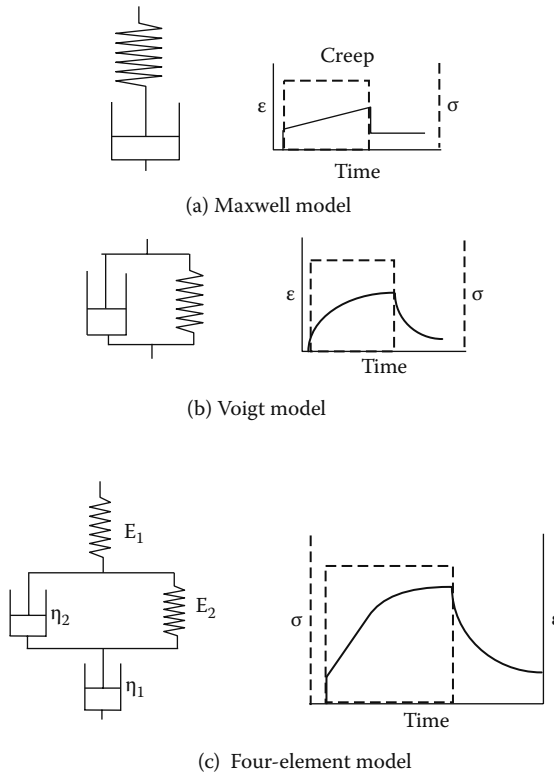 Creep
ε
σ
Time
(a) Maxwell model
ε
σ
Time
(b) Voigt model
E₁
η₂
E₂
η₁
σ
ε
Time
(c) Four-element model